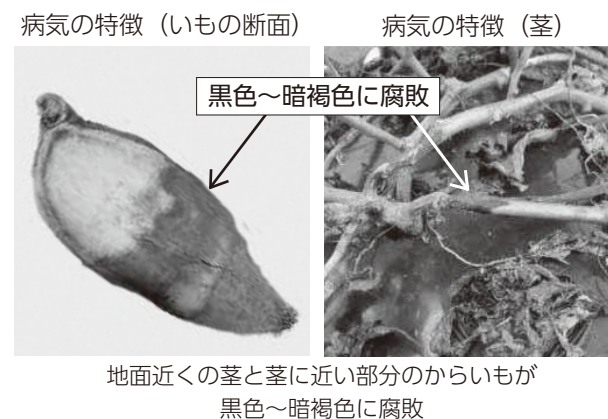 病気の特徴（いもの断面）
病気の特徴（茎）
黒色～暗褐色に腐敗
地面近くの茎と茎に近い部分のからいもが
黒色～暗褐色に腐敗